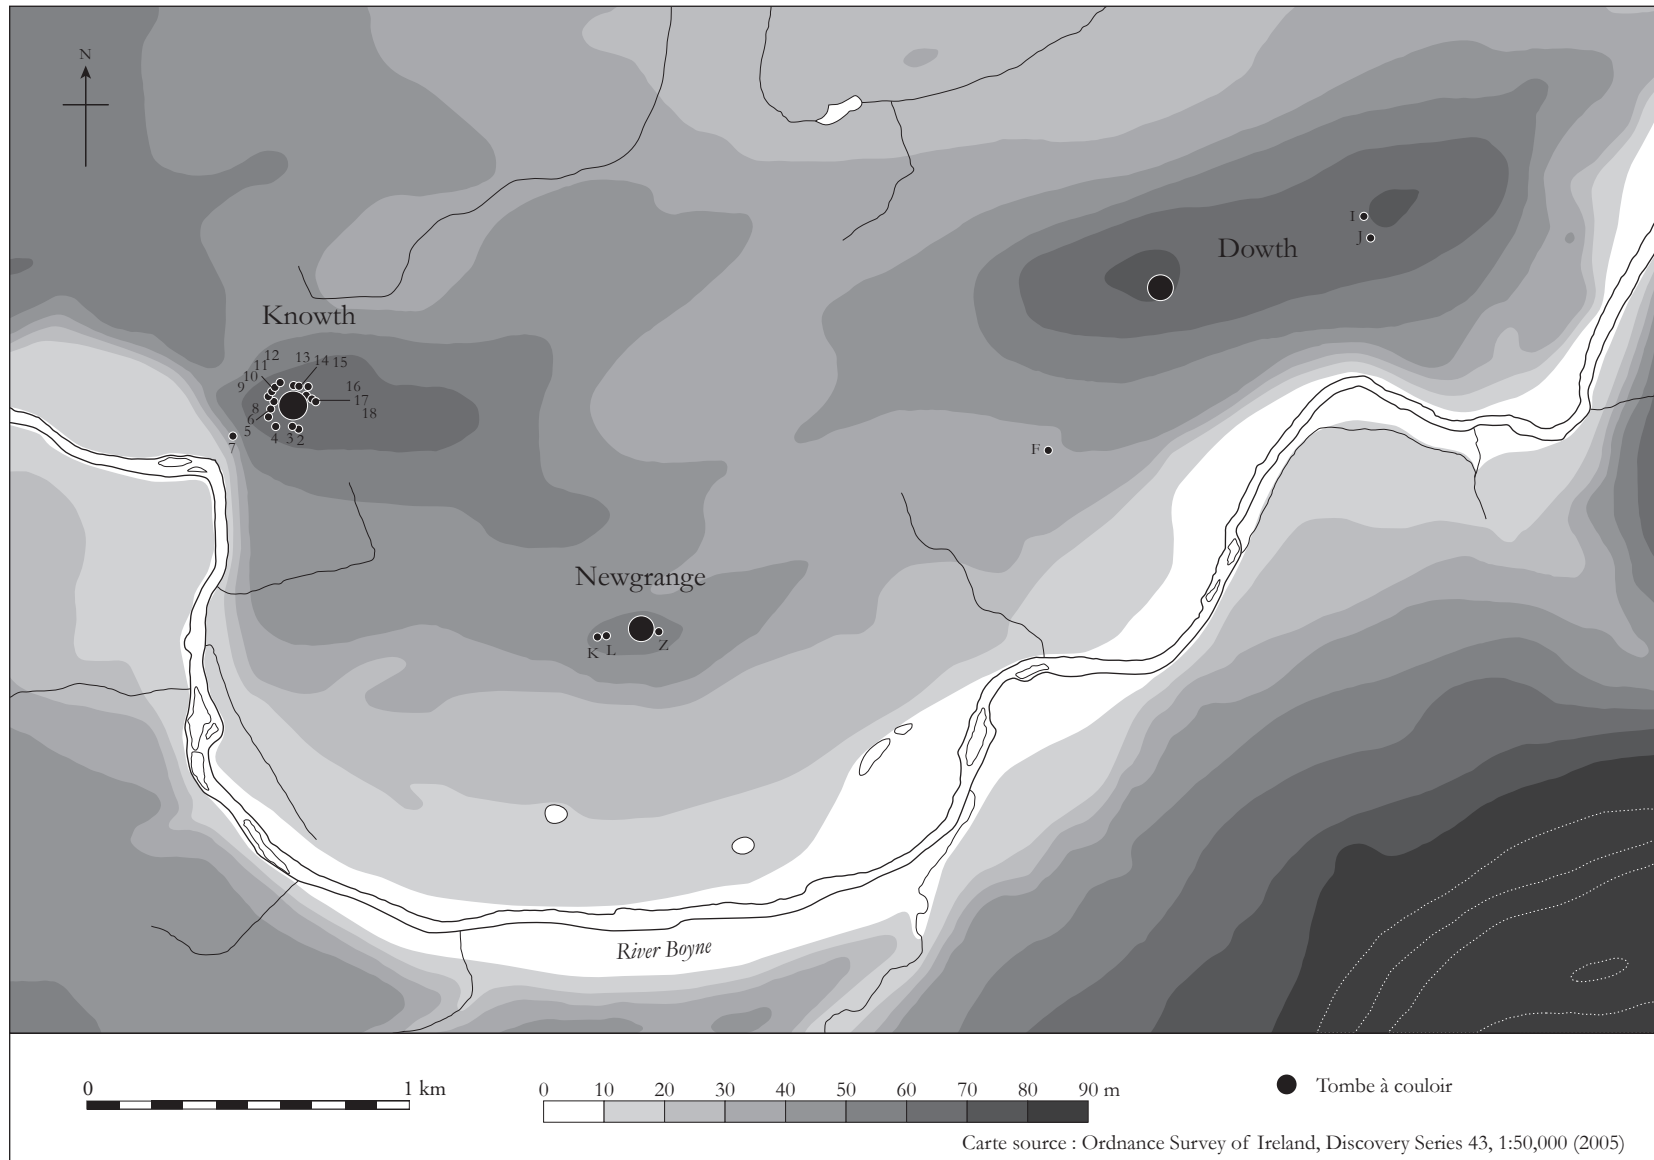 N
Knowth
12
13
14
15
11
10
9
16
17
18
8
6
5
4
3
2
7
Dowth
I
J
F
Newgrange
K
L
Z
River Boyne
0 1 km
0 10 20 30 40 50 60 70 80 90 m
Tombe à couloir
Carte source : Ordnance Survey of Ireland, Discovery Series 43, 1:50,000 (2005)